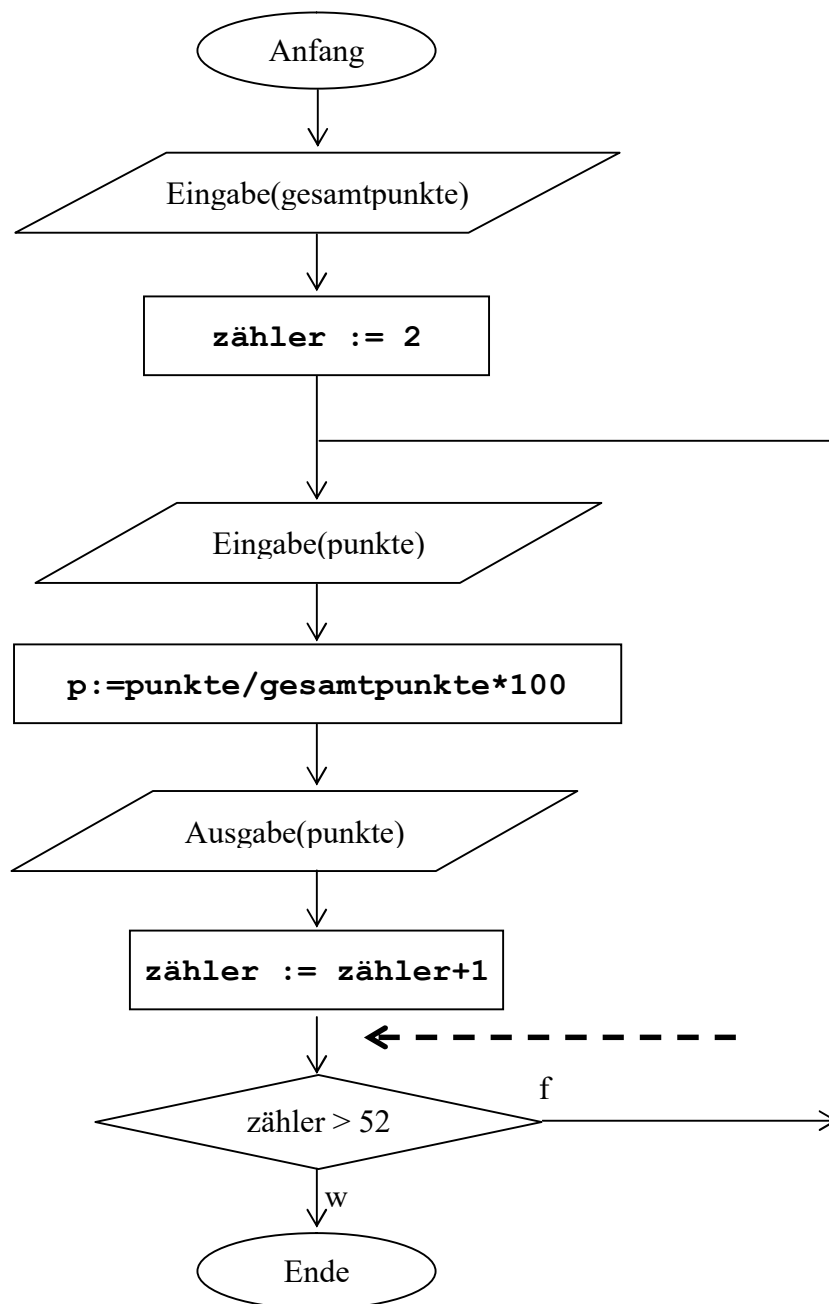 Anfang
Eingabe(gesamtpunkte)
zähler := 2
Eingabe(punkte)
p:=punkte/gesamtpunkte*100
Ausgabe(punkte)
zähler := zähler+1
f
zähler > 52
w
Ende